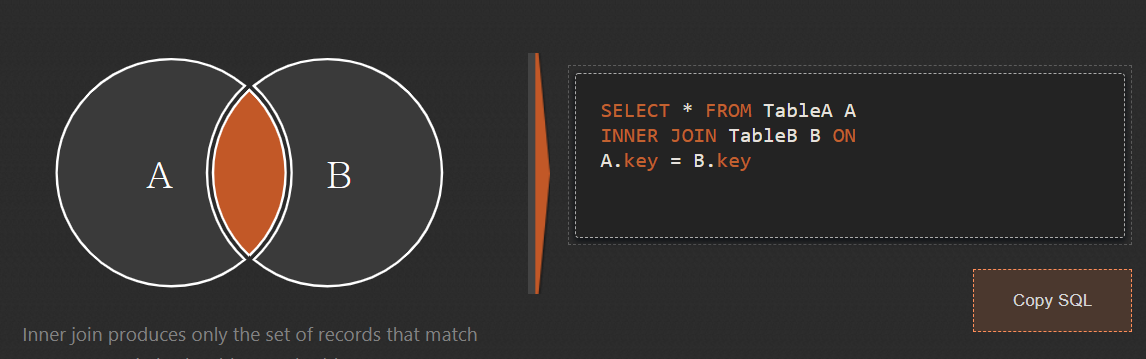 A
B
SELECT * FROM TableA A
INNER JOIN TableB B ON
A.key = B.key
Copy SQL
Inner join produces only the set of records that match